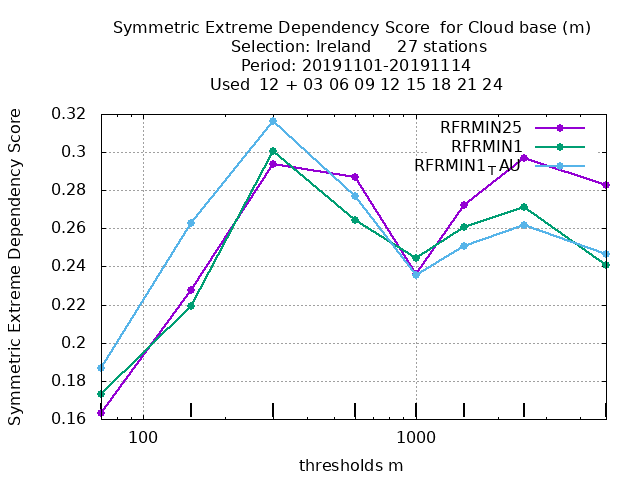 Symmetric Extreme Dependency Score  for Cloud base (m)
Selection: Ireland     27 stations
Period: 20191101-20191114
Used  12 + 03 06 09 12 15 18 21 24
Symmetric Extreme Dependency Score
0.32
0.3
0.28
0.26
0.24
0.22
0.2
0.18
0.16
RFRMIN25
RFRMIN1
RFRMIN1TAU
100
1000
thresholds m